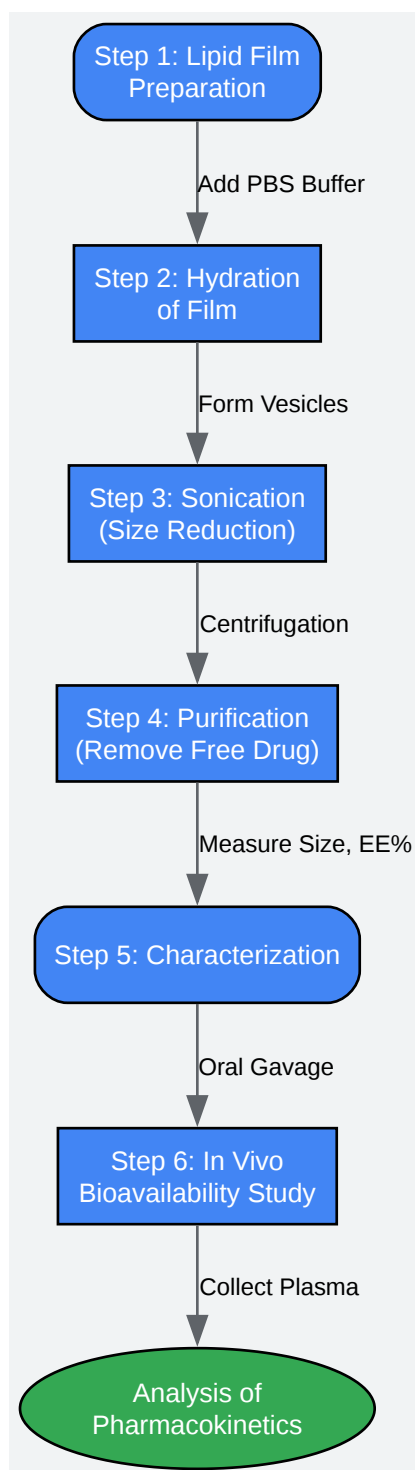 Step 1: Lipid Film
Preparation
Add PBS Buffer
Step 2: Hydration
of Film
Form Vesicles
Step 3: Sonication
(Size Reduction)
Centrifugation
Step 4: Purification
(Remove Free Drug)
Measure Size, EE%
Step 5: Characterization
Oral Gavage
Step 6: In Vivo
Bioavailability Study
Collect Plasma
Analysis of
Pharmacokinetics